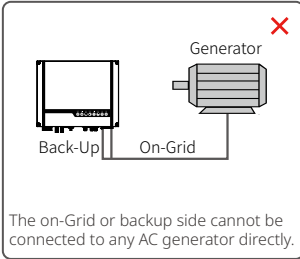 Generator
Back-Up On-Grid
The on-Grid or backup side cannot be
connected to any AC generator directly.